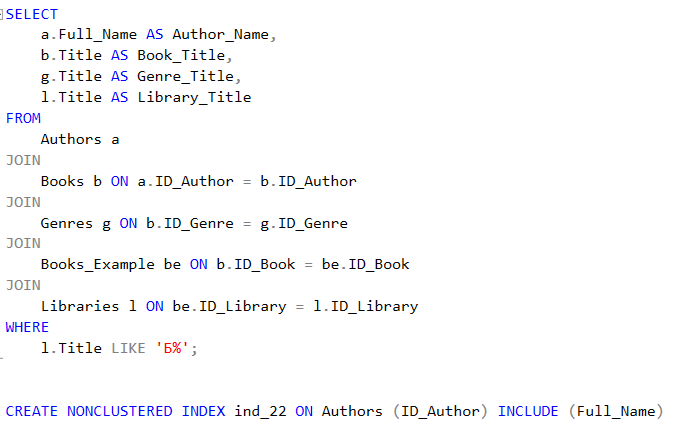 SELECT
a.Full_Name AS Author_Name,
b.Title AS Book_Title,
g.Title AS Genre_Title,
l.Title AS Library_Title
FROM
Authors a
JOIN
Books b ON a.ID_Author = b.ID_Author
JOIN
Genres g ON b.ID_Genre = g.ID_Genre
JOIN
Books_Example be ON b.ID_Book = be.ID_Book
JOIN
Libraries l ON be.ID_Library = l.ID_Library
WHERE
l.Title LIKE 'Б%';
CREATE NONCLUSTERED INDEX ind_22 ON Authors (ID_Author) INCLUDE (Full_Name)